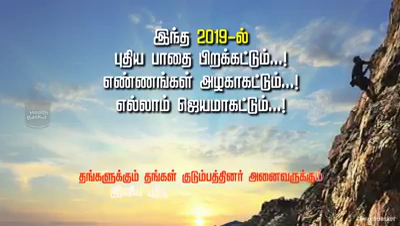 இந்த 2019-ல்
புதிய பாதை பிறக்கட்டும்...!
எண்ணங்கள் அழகாகட்டும்...!
எல்லாம் ஜெயமாகட்டும்...!
தங்களுக்கும் தங்கள் குடும்பத்தினர் அனைவருக்கும்